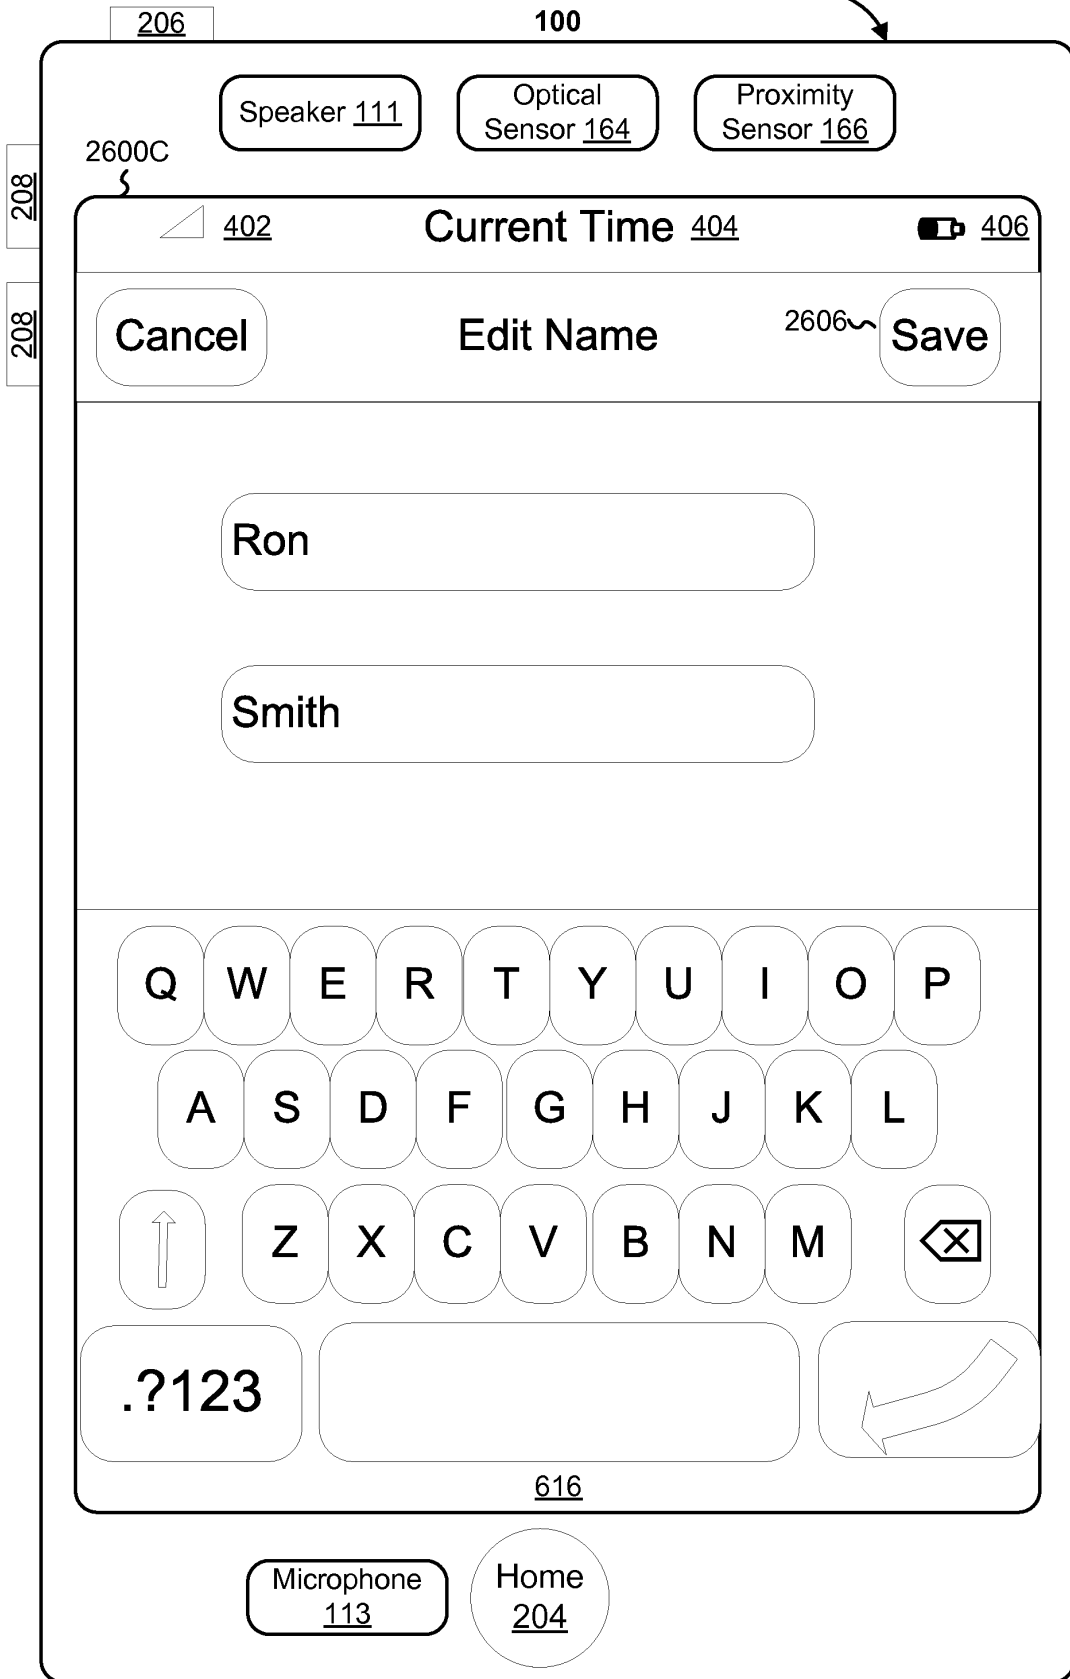 206
100
Speaker 111
Optical
Sensor 164
Proximity
Sensor 166
2600C
208
208
402 Current Time 404 406
Cancel Edit Name 2606 Save
Ron
Smith
Q W E R T Y U I O P
A S D F G H J K L
Z X C V B N M
.?123
616
Microphone
113
Home
204